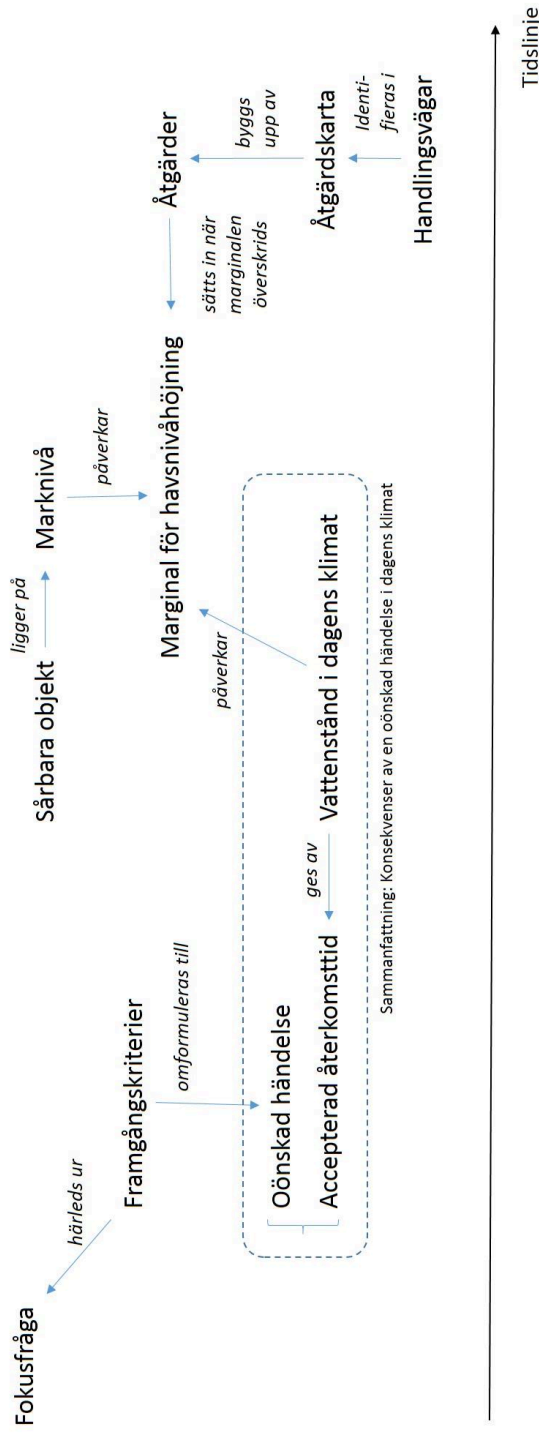 Fokusfråga
härleds ur
Framgångskriterier
omformuleras till
Oönskad händelse
Accepterad återkomsttid
ges av
Vattenstånd i dagens klimat
Sammanfattning: Konsekvenser av en oönskad händelse i dagens klimat
påverkar
Sårbara objekt
ligger på
Marknivå
påverkar
Marginal för havsnivåhöjning
sätts in när
marginalen
överskrids
Åtgärder
byggs
upp av
Åtgärdskarta
Identi-
fieras i
Handlingsvägar
Tidslinie